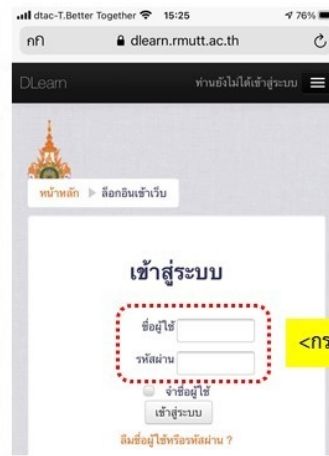 dtac-T.Better Together 15:25 76%
กก dlearn.rmutt.ac.th
DLearn ท่านยังไม่ได้เข้าสู่ระบบ
หน้าหลัก ▶ ล็อกอินเข้าเว็บ
เข้าสู่ระบบ
ชื่อผู้ใช้
รหัสผ่าน
<กร
จำชื่อผู้ใช้
เข้าสู่ระบบ
ลืมชื่อผู้ใช้หรือรหัสผ่าน ?